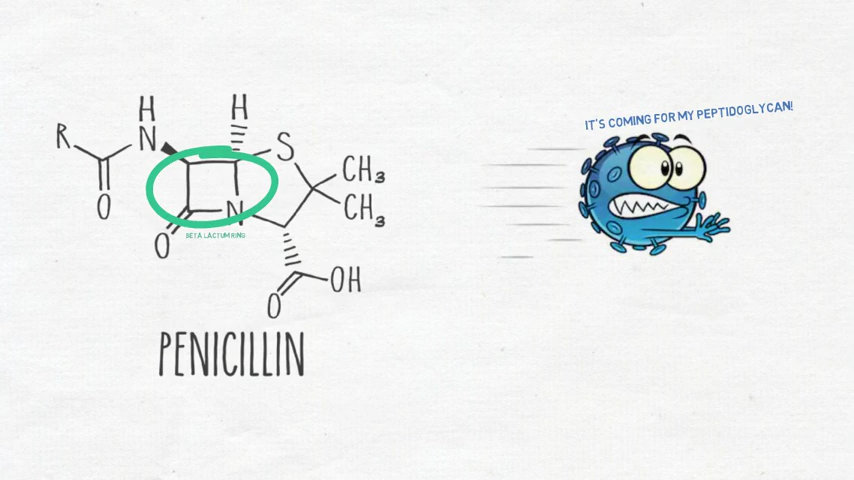 IT'S COMING FOR MY PEPTIDOGLYCAN!
H
H
R
N
S
CH₃
O
N
CH₃
BETA LACTUM RING
O
OH
O
PENICILLIN